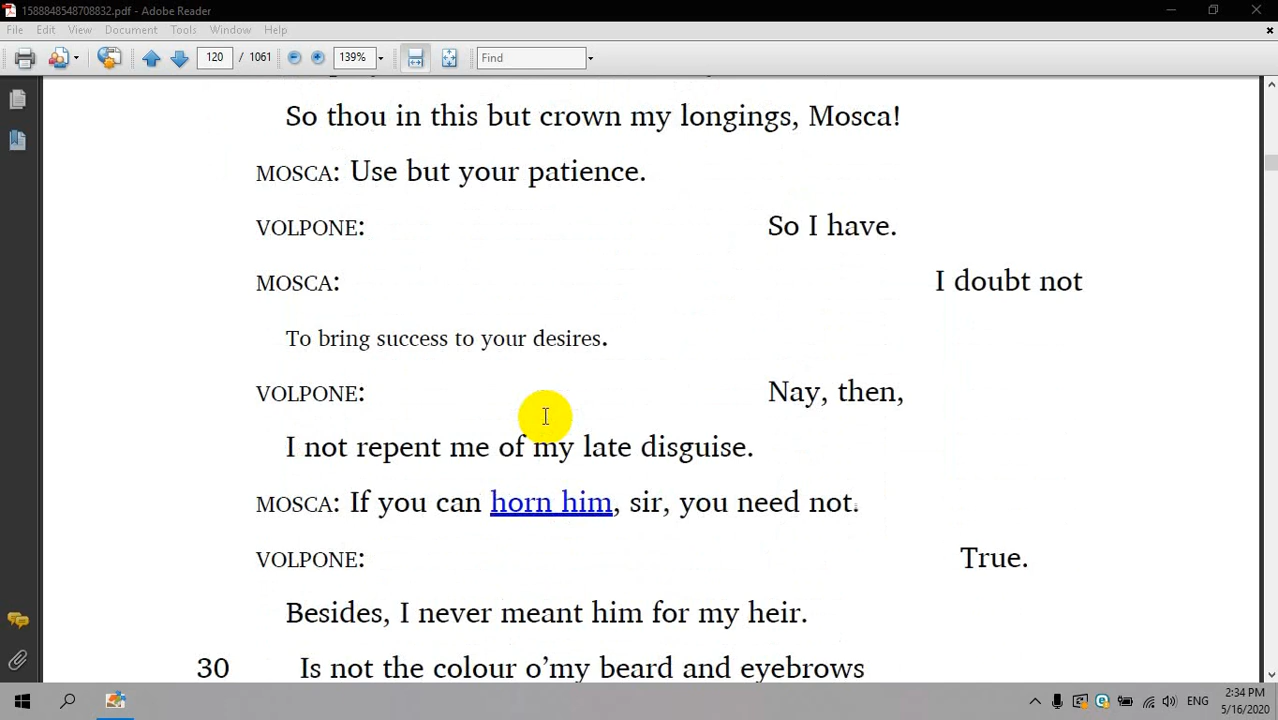 1588848548708832.pdf - Adobe Reader
File Edit View Document Tools Window Help
120 / 1061 139% Find
So thou in this but crown my longings, Mosca!
MOSCA: Use but your patience.
VOLPONE: So I have.
MOSCA: I doubt not
To bring success to your desires.
VOLPONE: Nay, then,
I not repent me of my late disguise.
MOSCA: If you can horn him, sir, you need not.
VOLPONE: True.
Besides, I never meant him for my heir.
30 Is not the colour o’my beard and eyebrows
ENG
2:34 PM
5/16/2020